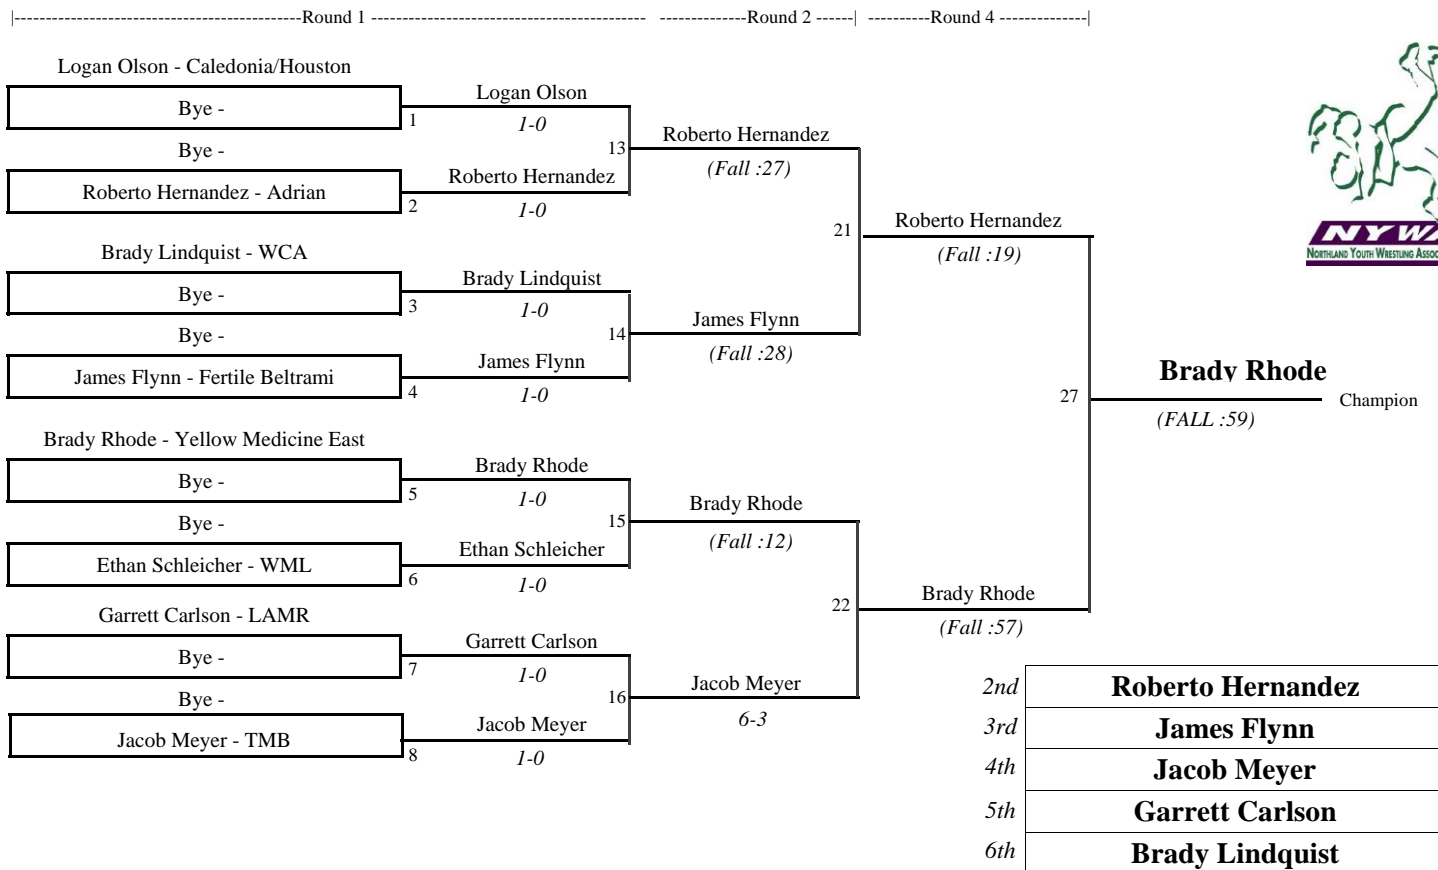 |----------------------------------------------Round 1 -------------------------------------------- --------------Round 2 ------| ----------Round 4 --------------|
Logan Olson - Caledonia/Houston
Bye -
1
Bye -
Roberto Hernandez - Adrian
2
Brady Lindquist - WCA
Bye -
3
Bye -
James Flynn - Fertile Beltrami
4
Brady Rhode - Yellow Medicine East
Bye -
5
Bye -
Ethan Schleicher - WML
6
Garrett Carlson - LAMR
Bye -
7
Bye -
Jacob Meyer - TMB
8
Logan Olson
1-0
13
Roberto Hernandez
1-0
Brady Lindquist
1-0
14
James Flynn
1-0
Brady Rhode
1-0
15
Ethan Schleicher
1-0
Garrett Carlson
1-0
16
Jacob Meyer
1-0
Roberto Hernandez
(Fall :27)
21
James Flynn
(Fall :28)
Brady Rhode
(Fall :12)
22
Jacob Meyer
6-3
Roberto Hernandez
(Fall :19)
27
Brady Rhode
(Fall :57)
Brady Rhode
Champion
(FALL :59)
NYWA
NORTHLAND YOUTH WRESTLING
2nd Roberto Hernandez
3rd James Flynn
4th Jacob Meyer
5th Garrett Carlson
6th Brady Lindquist